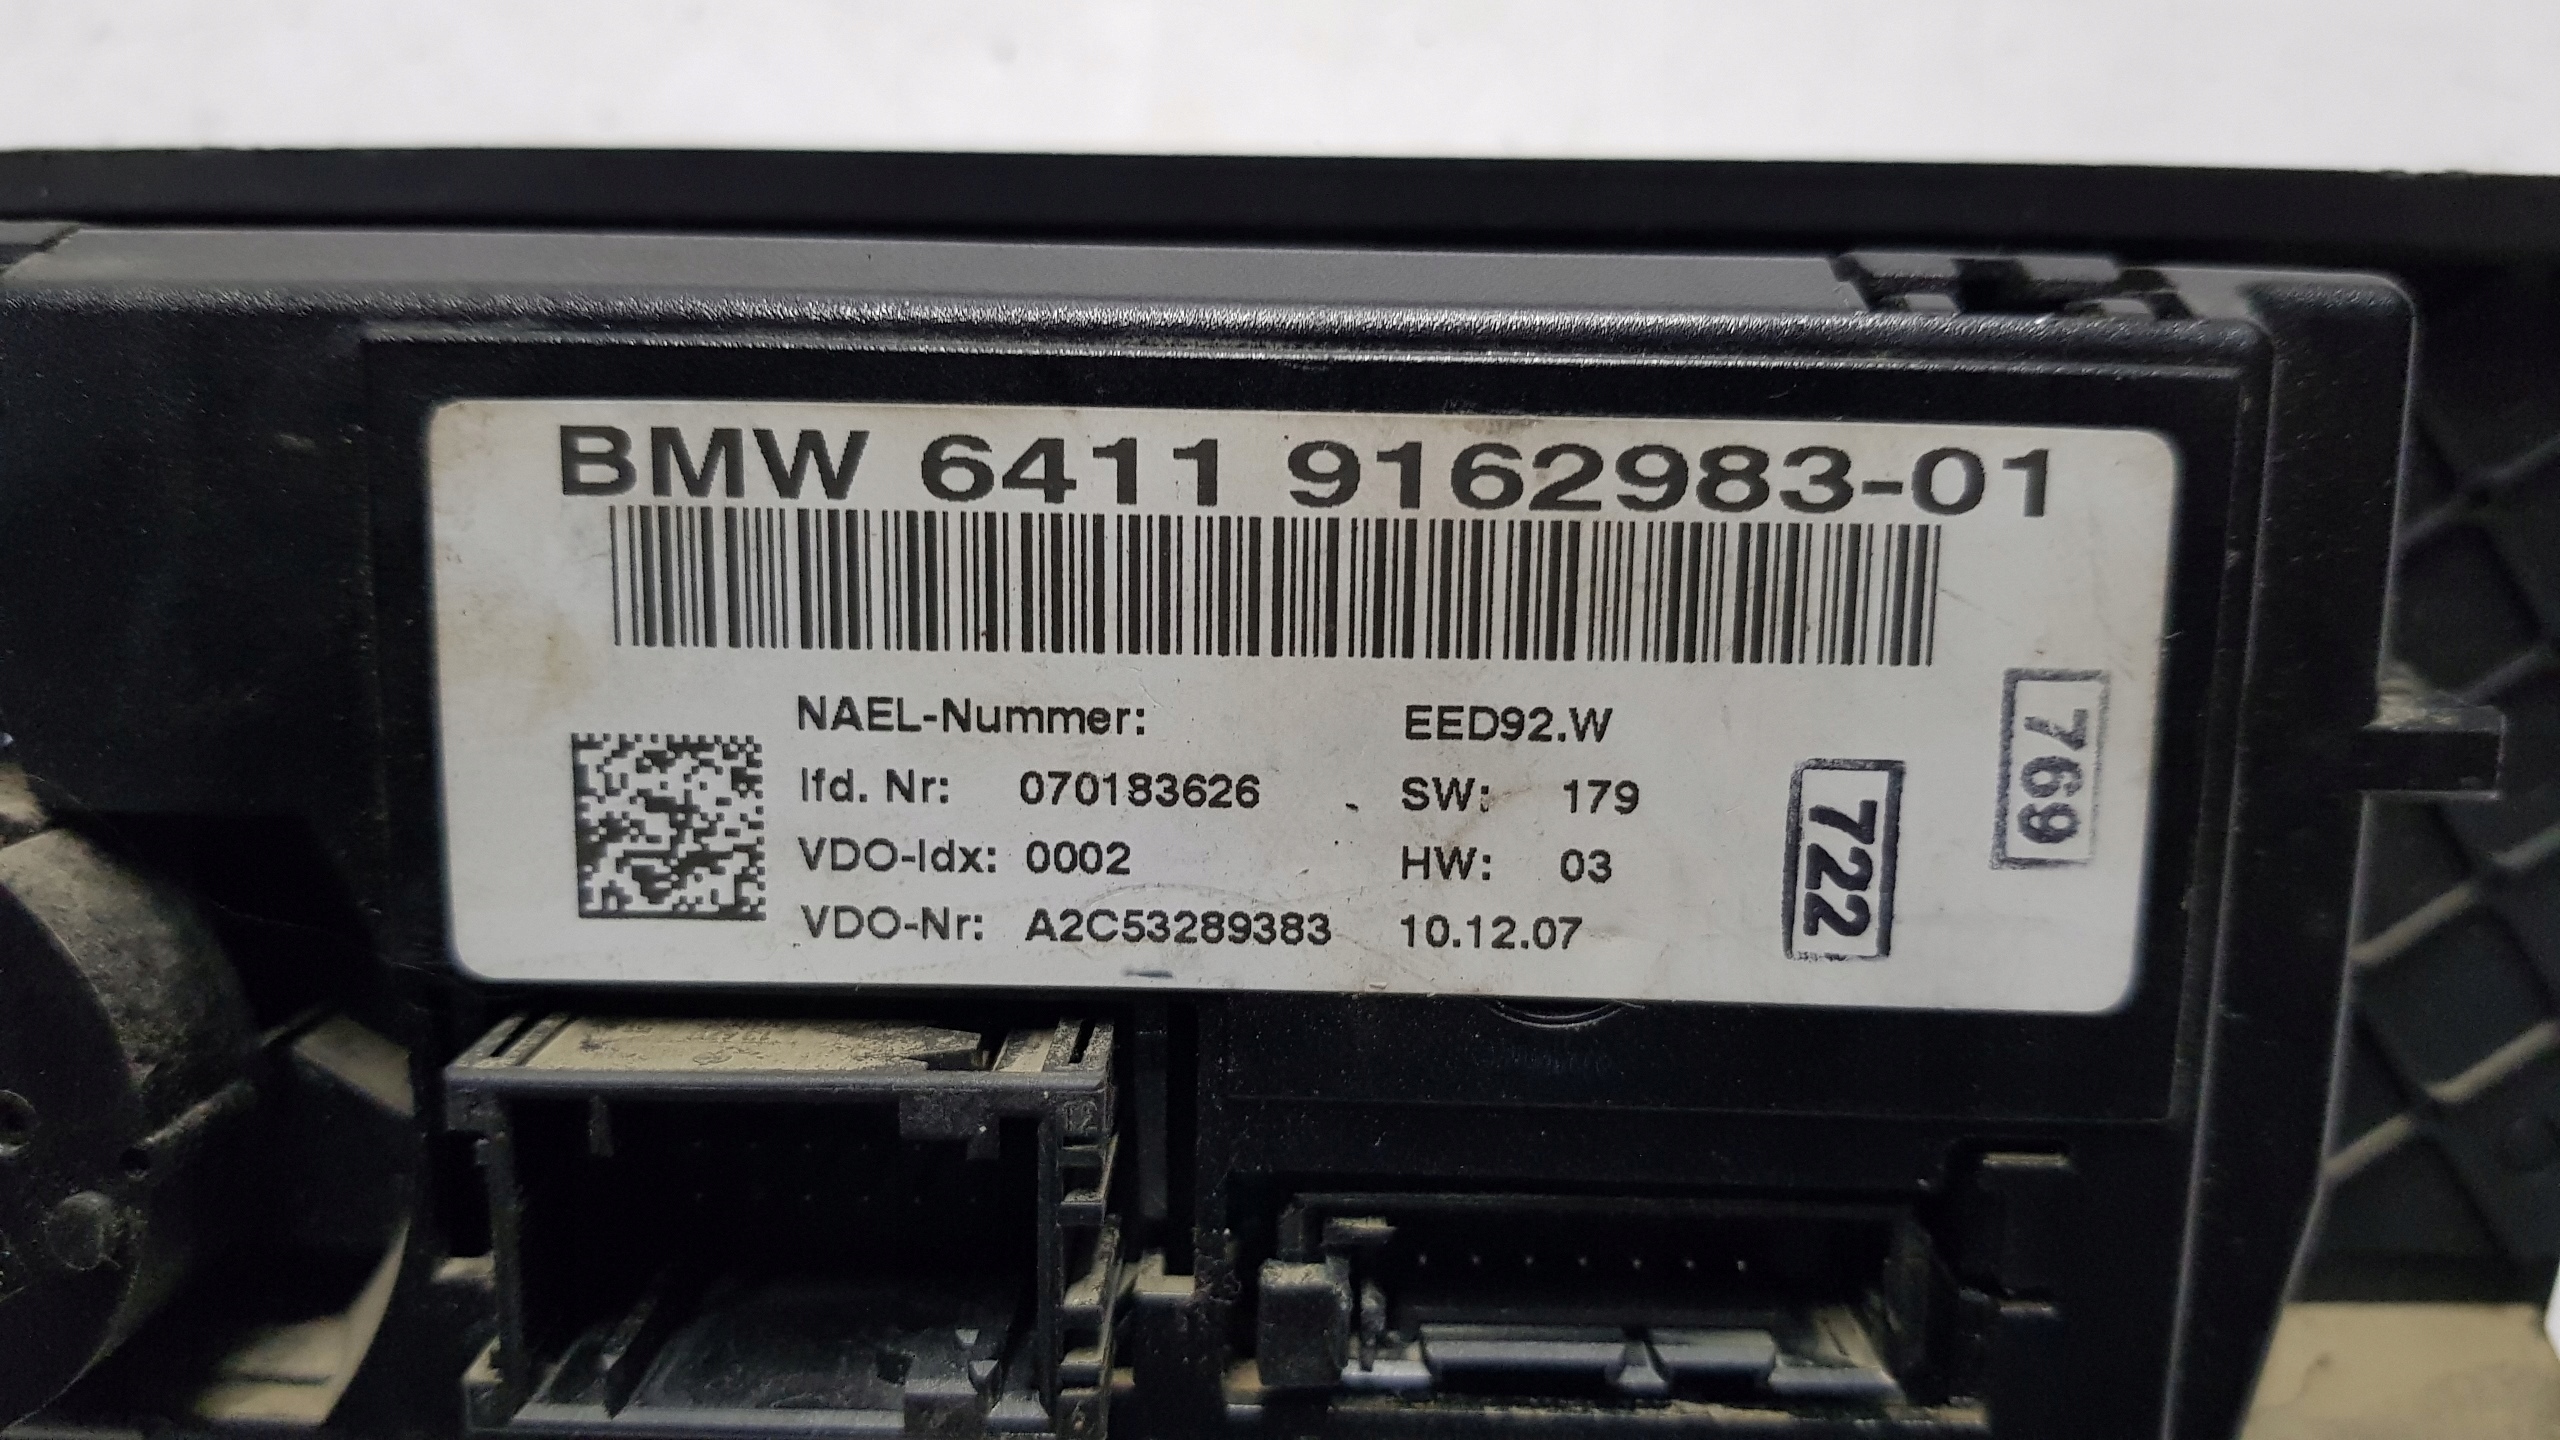 BMW 6411 9162983-01
NAEL-Nummer: EED92.W
lfd. Nr: 070183626 SW: 179
VDO-Idx: 0002 HW: 03
VDO-Nr: A2C53289383 10.12.07
722
769